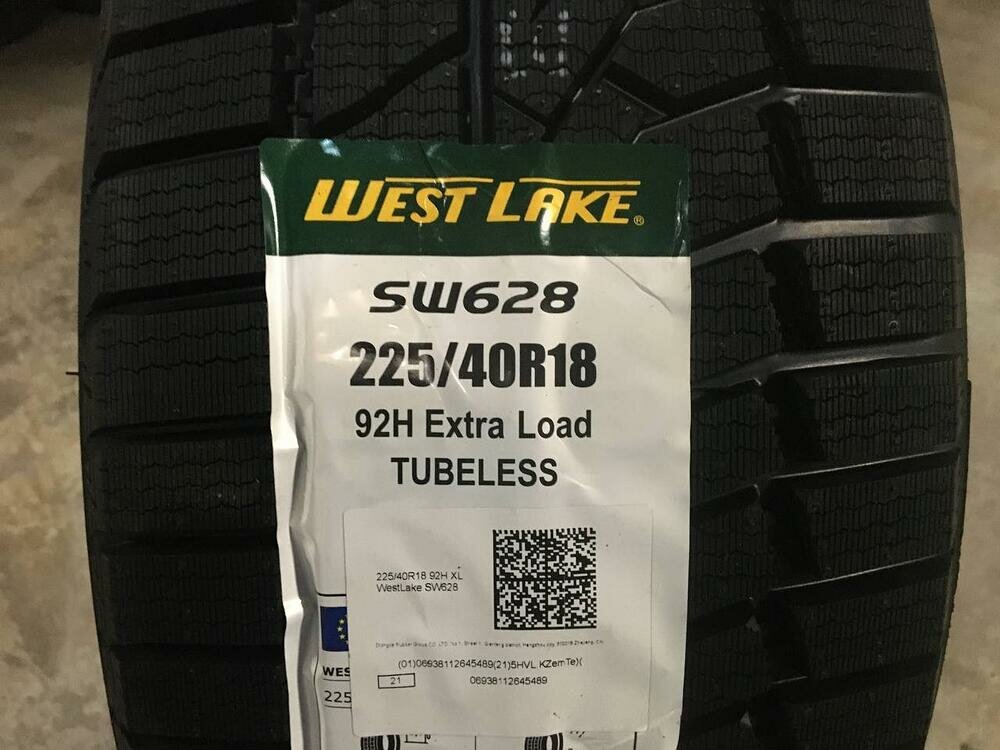 WEST LAKE®
SW628
225/40R18
92H Extra Load
TUBELESS
225/40R18 92H XL
WestLake SW628
(01)06938112645489(21)5HVL KZemTe)(
21
06938112645489
WES
225